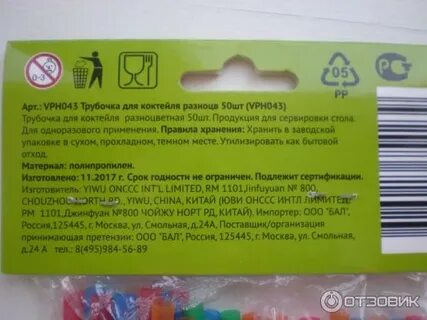 0-3
05
PP
Арт.: VPH043 Трубочка для коктейля разноцв 50шт (VPH043)
Трубочка для коктейля разноцветная 50шт. Продукция для сервировки стола.
Для одноразового применения. Правила хранения: Хранить в заводской
упаковке в сухом, прохладном, темном месте. Утилизировать как бытовой
отход.
Материал: полипропилен.
Изготовлено: 11.2017 г. Срок годности не ограничен. Подлежит сертификации.
Изготовитель: YIWU ONCCC INT'L LIMITED, RM 1101,Jinfuyuan № 800,
CHOUZHOU NORTH RD, YIWU, CHINA, КИТАЙ (ЮВИ ОНССС ИНТЛ ЛИМИТЕД,
РМ 1101,Джинфуан №800 ЧОЙЖУ НОРТ РД, КИТАЙ). Импортер: ООО "БАЛ",
Россия,125445, г. Москва, ул. Смольная, д.24А, Поставщик/организация
принимающая претензии: ООО "БАЛ", Россия,125445, г. Москва, ул. Смольная,
д.24 А тел.: 8(495)984-56-89
ОТЗОВИК